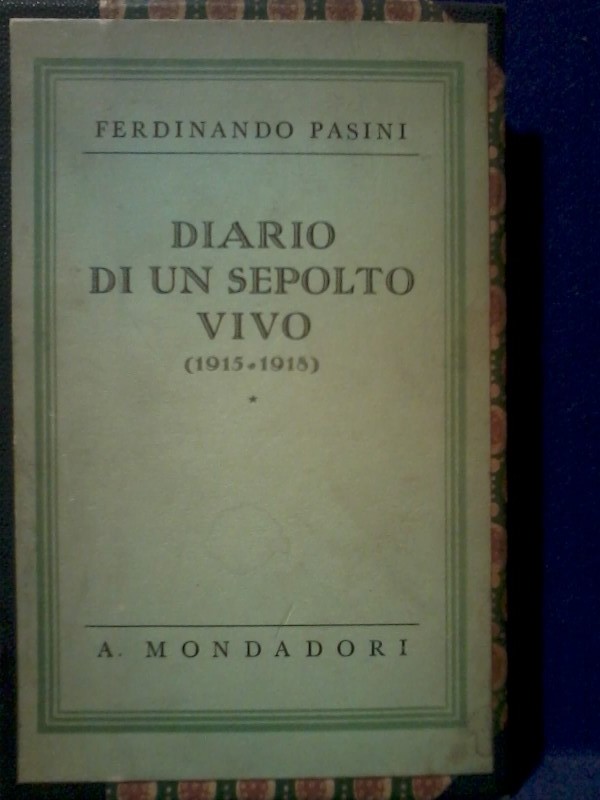 FERDINANDO PASINI
DIARIO
DI UN SEPOLTO
VIVO
(1915-1918)
*
A. MONDADORI